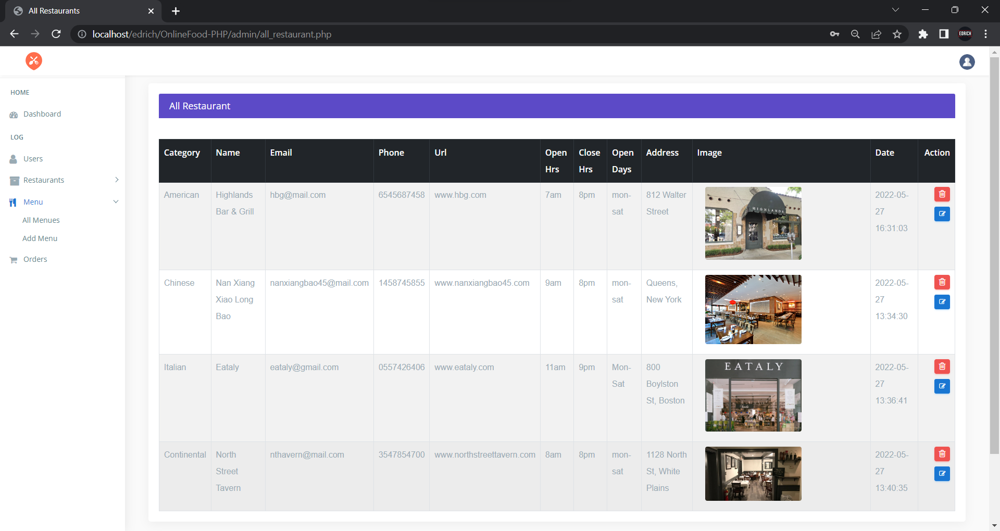 All Restaurants
localhost/edrich/OnlineFood-PHP/admin/all_restaurant.php
EDRICH
HOME
Dashboard
LOG
Users
Restaurants
Menu
All Menues
Add Menu
Orders
All Restaurant
Category Name Email Phone Url Open Close Open Address Image Date Action
Hrs Hrs Days
American Highlands hbg@mail.com 6545687458 www.hbg.com 7am 8pm mon- 812 Walter 2022-05-
Bar & Grill sat Street 27
16:31:03
HIGHLANDS
Chinese Nan Xiang nanxiangbao45@mail.com 1458745855 www.nanxiangbao45.com 9am 8pm mon- Queens, 2022-05-
Xiao Long sat New York 27
Bao 13:34:30
Italian Eataly eataly@gmail.com 0557426406 www.eataly.com 11am 9pm Mon- 800 EATALY 2022-05-
Sat Boylston 27
St, Boston 13:36:41
Continental North nthavern@mail.com 3547854700 www.northstreettavern.com 8am 8pm mon- 1128 North 2022-05-
Street sat St, White 27
Tavern Plains 13:40:35